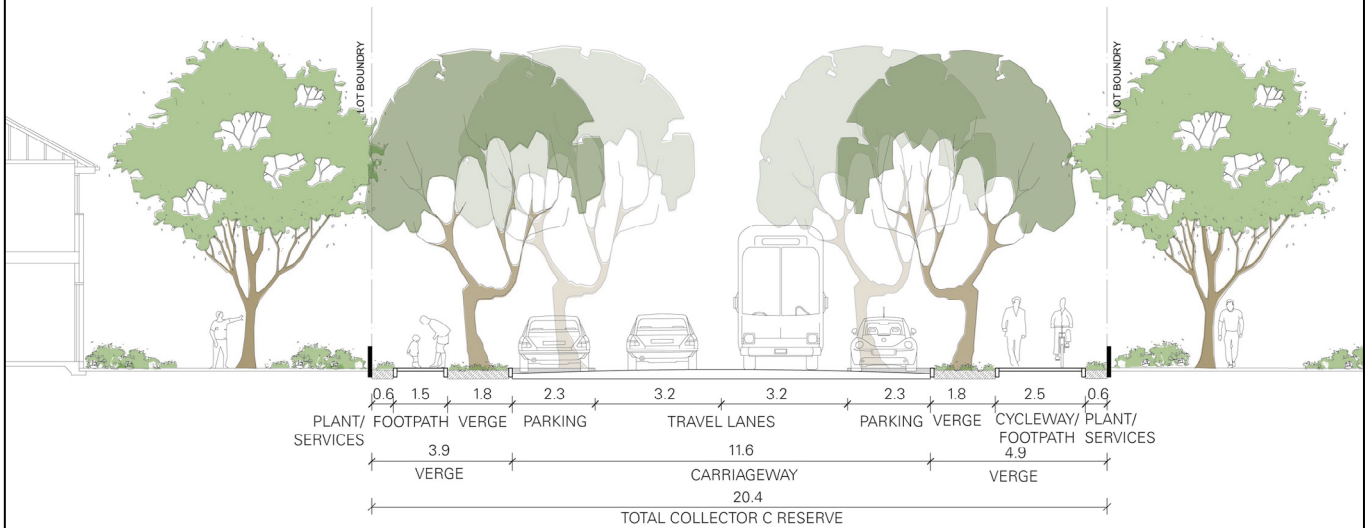 LOT BOUNDRY
LOT BOUNDRY
0.6 1.5 1.8 2.3 3.2 3.2 2.3 1.8 2.5 0.6
PLANT/ FOOTPATH VERGE PARKING TRAVEL LANES PARKING VERGE CYCLEWAY/ PLANT/
SERVICES FOOTPATH SERVICES
3.9 11.6 4.9
VERGE CARRIAGEWAY VERGE
20.4
TOTAL COLLECTOR C RESERVE